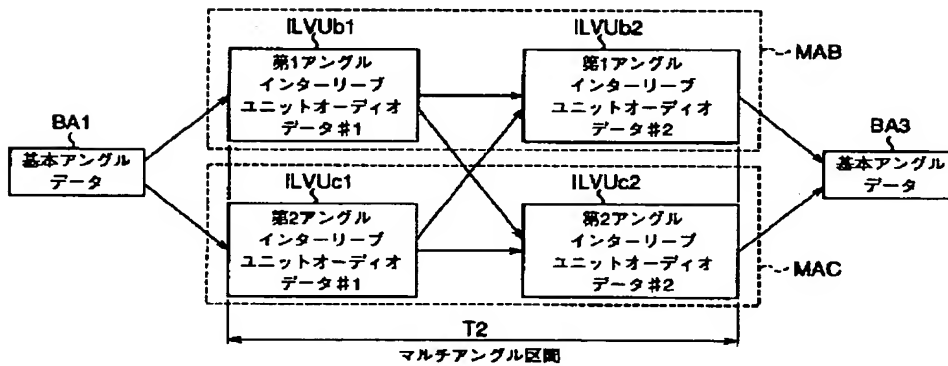 ILVUb1
ILVUb2
MAB
第1アングル
インターリーブ
ユニットオーディオ
データ#1
第1アングル
インターリーブ
ユニットオーディオ
データ#2
BA1
基本アングル
データ
BA3
基本アングル
データ
ILVUc1
ILVUc2
第2アングル
インターリーブ
ユニットオーディオ
データ#1
第2アングル
インターリーブ
ユニットオーディオ
データ#2
MAC
T2
マルチアングル区間